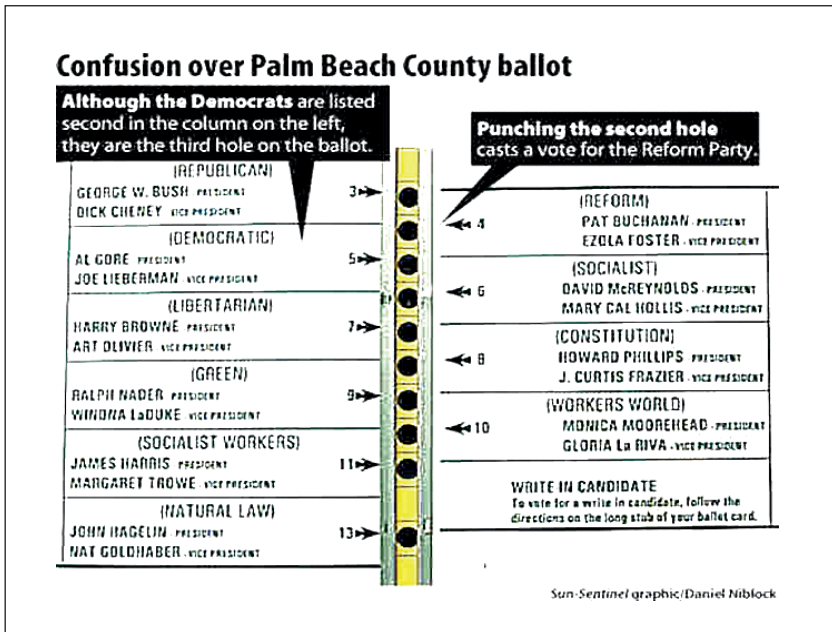 Confusion over Palm Beach County ballot
Although the Democrats are listed
second in the column on the left,
they are the third hole on the ballot.
Punching the second hole
casts a vote for the Reform Party.
(REPUBLICAN)
GEORGE W. BUSH - PRESIDENT
DICK CHENEY - VICE PRESIDENT
3
(DEMOCRATIC)
AL GORE - PRESIDENT
JOE LIEBERMAN - VICE PRESIDENT
5
(LIBERTARIAN)
HARRY BROWNE - PRESIDENT
ART OLIVIER - VICE PRESIDENT
7
(GREEN)
RALPH NADER - PRESIDENT
WINONA LaDUKE - VICE PRESIDENT
9
(SOCIALIST WORKERS)
JAMES HARRIS - PRESIDENT
MARGARET TROWE - VICE PRESIDENT
11
(NATURAL LAW)
JOHN HAGELIN - PRESIDENT
NAT GOLDHABER - VICE PRESIDENT
13
(REFORM)
4
PAT BUCHANAN - PRESIDENT
EZOLA FOSTER - VICE PRESIDENT
(SOCIALIST)
6
DAVID McREYNOLDS - PRESIDENT
MARY CAL HOLLIS - VICE PRESIDENT
(CONSTITUTION)
8
HOWARD PHILLIPS - PRESIDENT
J. CURTIS FRAZIER - VICE PRESIDENT
(WORKERS WORLD)
10
MONICA MOOREHEAD - PRESIDENT
GLORIA La RIVA - VICE PRESIDENT
WRITE IN CANDIDATE
To vote for a write in candidate, follow the
directions on the long stub of your ballot card.
Sun-Sentinel graphic/Daniel Niblock